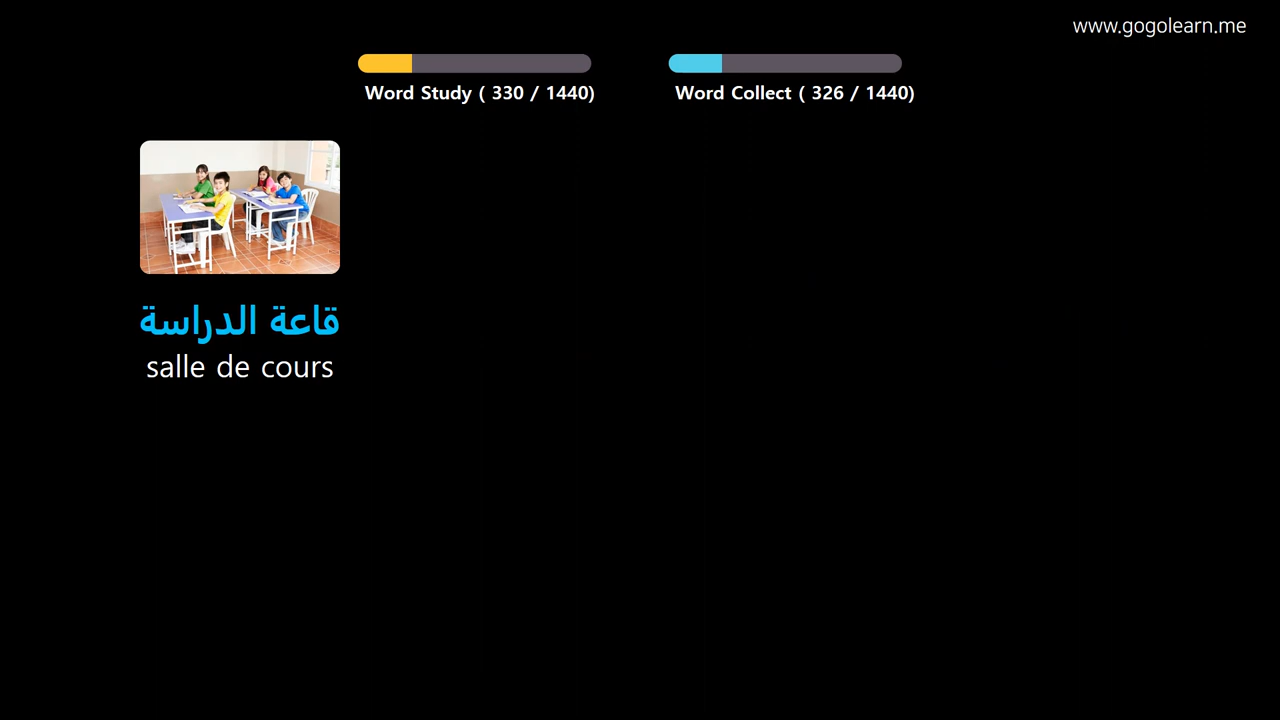 www.gogolearn.me
Word Study ( 330 / 1440)
Word Collect ( 326 / 1440)
قاعة الدراسة
salle de cours